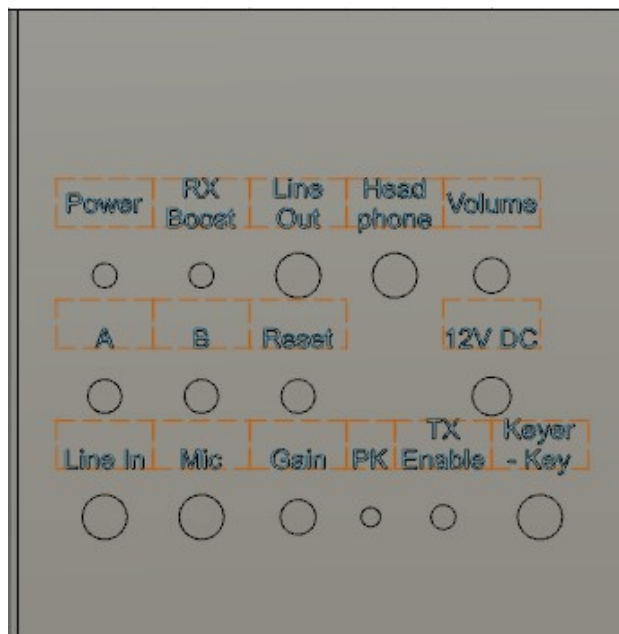 Power RX Boost Line Out Head phone Volume
A B Reset 12V DC
Line In Mic Gain PK TX Enable Keyer - Key